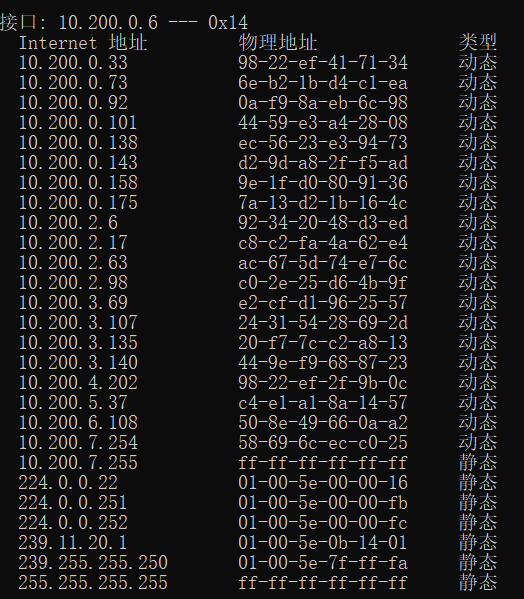 接口: 10.200.0.6 --- 0x14
Internet 地址 物理地址 类型
10.200.0.33 98-22-ef-41-71-34 动态
10.200.0.73 6e-b2-1b-d4-c1-ea 动态
10.200.0.92 0a-f9-8a-eb-6c-98 动态
10.200.0.101 44-59-e3-a4-28-08 动态
10.200.0.138 ec-56-23-e3-94-73 动态
10.200.0.143 d2-9d-a8-2f-f5-ad 动态
10.200.0.158 9e-1f-d0-80-91-36 动态
10.200.0.175 7a-13-d2-1b-16-4c 动态
10.200.2.6 92-34-20-48-d3-ed 动态
10.200.2.17 c8-c2-fa-4a-62-e4 动态
10.200.2.63 ac-67-5d-74-e7-6c 动态
10.200.2.98 c0-2e-25-d6-4b-9f 动态
10.200.3.69 e2-cf-d1-96-25-57 动态
10.200.3.107 24-31-54-28-69-2d 动态
10.200.3.135 20-f7-7c-c2-a8-13 动态
10.200.3.140 44-9e-f9-68-87-23 动态
10.200.4.202 98-22-ef-2f-9b-0c 动态
10.200.5.37 c4-e1-a1-8a-14-57 动态
10.200.6.108 50-8e-49-66-0a-a2 动态
10.200.7.254 58-69-6c-ec-c0-25 动态
10.200.7.255 ff-ff-ff-ff-ff-ff 静态
224.0.0.22 01-00-5e-00-00-16 静态
224.0.0.251 01-00-5e-00-00-fb 静态
224.0.0.252 01-00-5e-00-00-fc 静态
239.11.20.1 01-00-5e-0b-14-01 静态
239.255.255.250 01-00-5e-7f-ff-fa 静态
255.255.255.255 ff-ff-ff-ff-ff-ff 静态